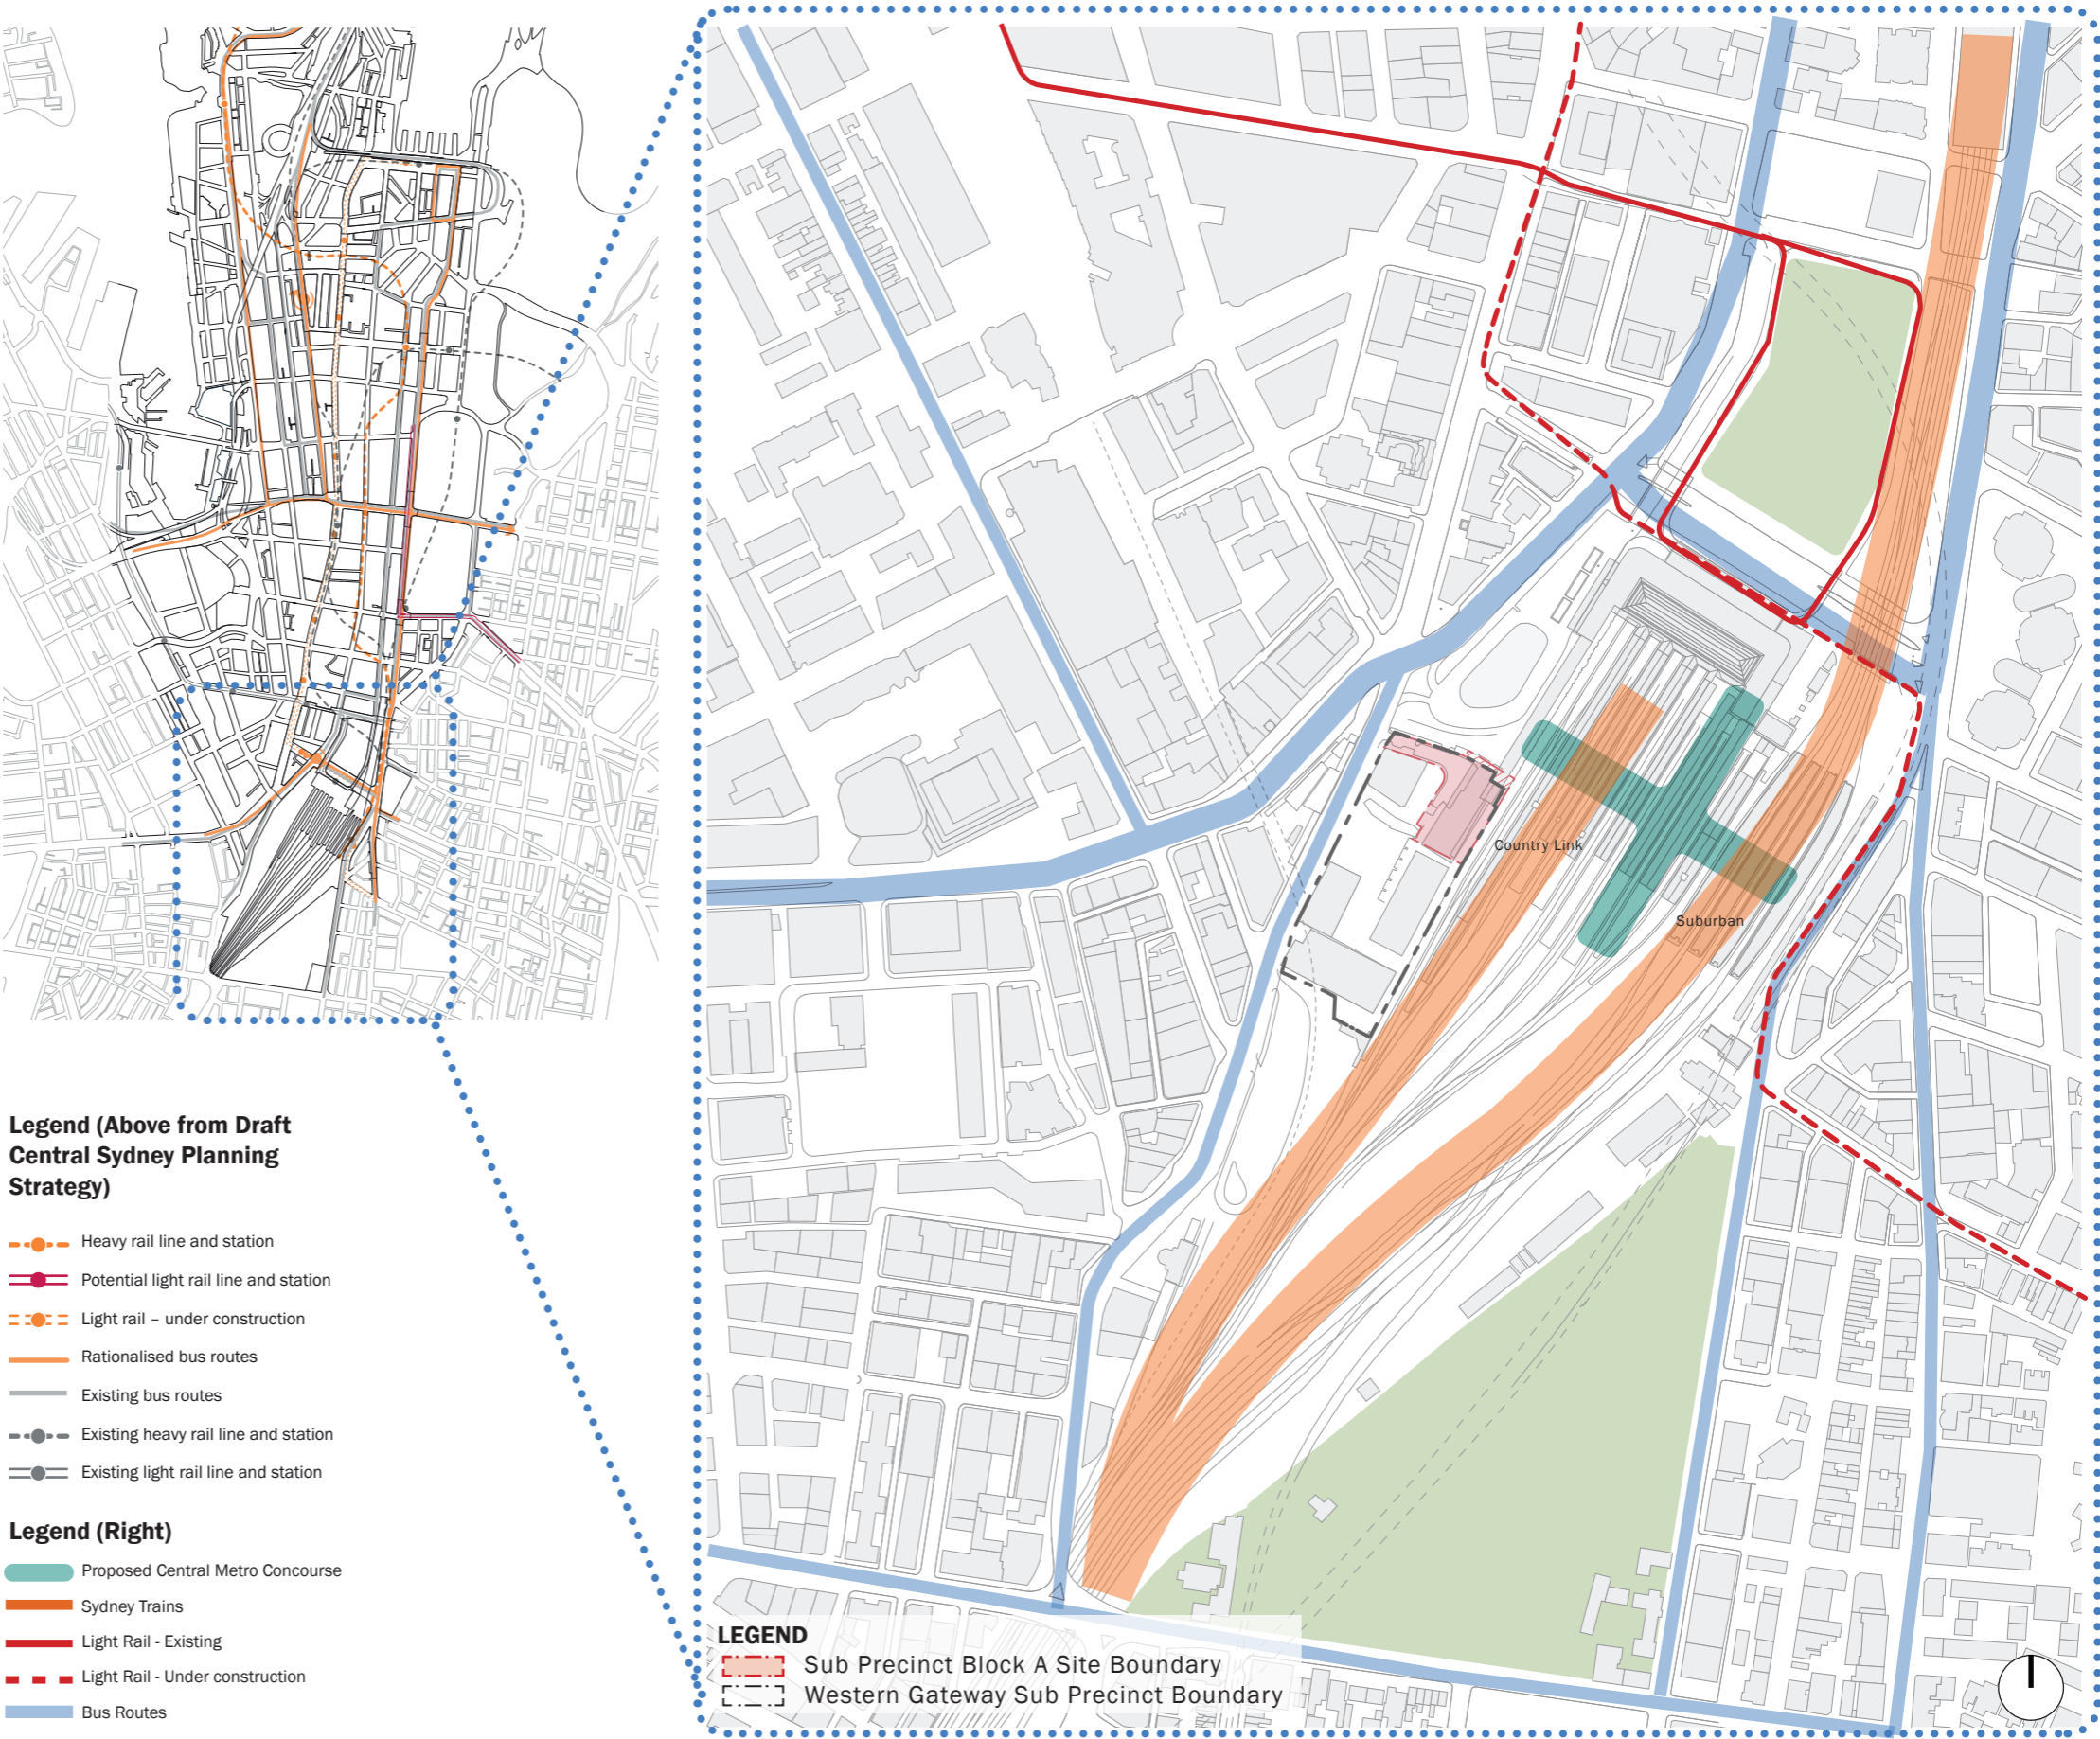 Country Link
Suburban
Legend (Above from Draft
Central Sydney Planning
Strategy)
Heavy rail line and station
Potential light rail line and station
Light rail – under construction
Rationalised bus routes
Existing bus routes
Existing heavy rail line and station
Existing light rail line and station
Legend (Right)
Proposed Central Metro Concourse
Sydney Trains
Light Rail - Existing
Light Rail - Under construction
Bus Routes
LEGEND
Sub Precinct Block A Site Boundary
Western Gateway Sub Precinct Boundary